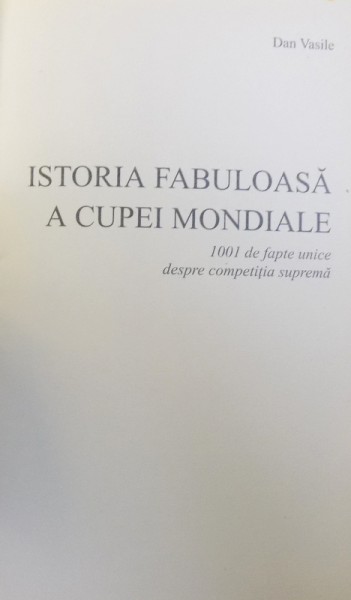 Dan Vasile
ISTORIA FABULOASĂ
A CUPEI MONDIALE
1001 de fapte unice
despre competiția supremă